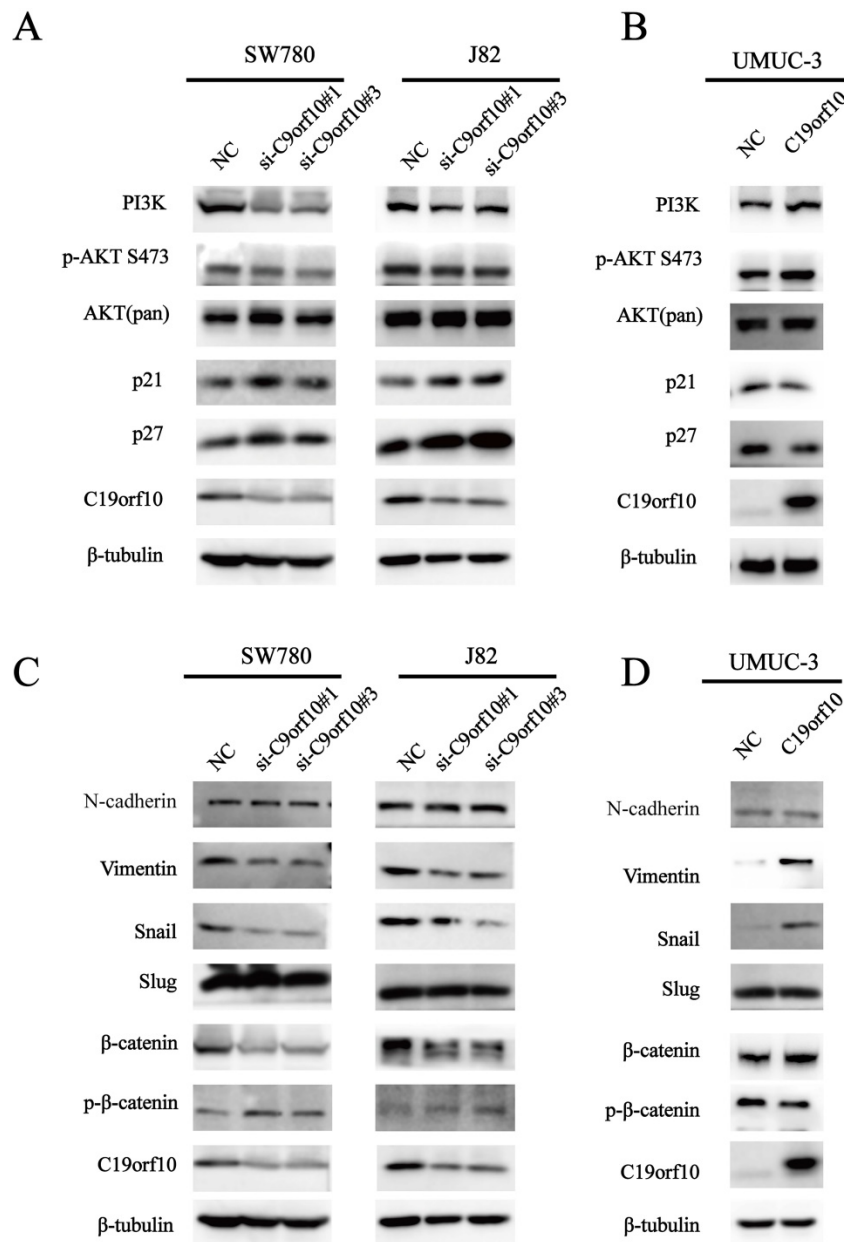 A
SW780
J82
NC
si-C9orf10#1
si-C9orf10#3
NC
si-C9orf10#1
si-C9orf10#3
PI3K
p-AKT S473
AKT(pan)
p21
p27
C19orf10
β-tubulin
B
UMUC-3
NC
C19orf10
PI3K
p-AKT S473
AKT(pan)
p21
p27
C19orf10
β-tubulin
C
SW780
J82
NC
si-C9orf10#1
si-C9orf10#3
NC
si-C9orf10#1
si-C9orf10#3
N-cadherin
Vimentin
Snail
Slug
β-catenin
p-β-catenin
C19orf10
β-tubulin
D
UMUC-3
NC
C19orf10
N-cadherin
Vimentin
Snail
Slug
β-catenin
p-β-catenin
C19orf10
β-tubulin